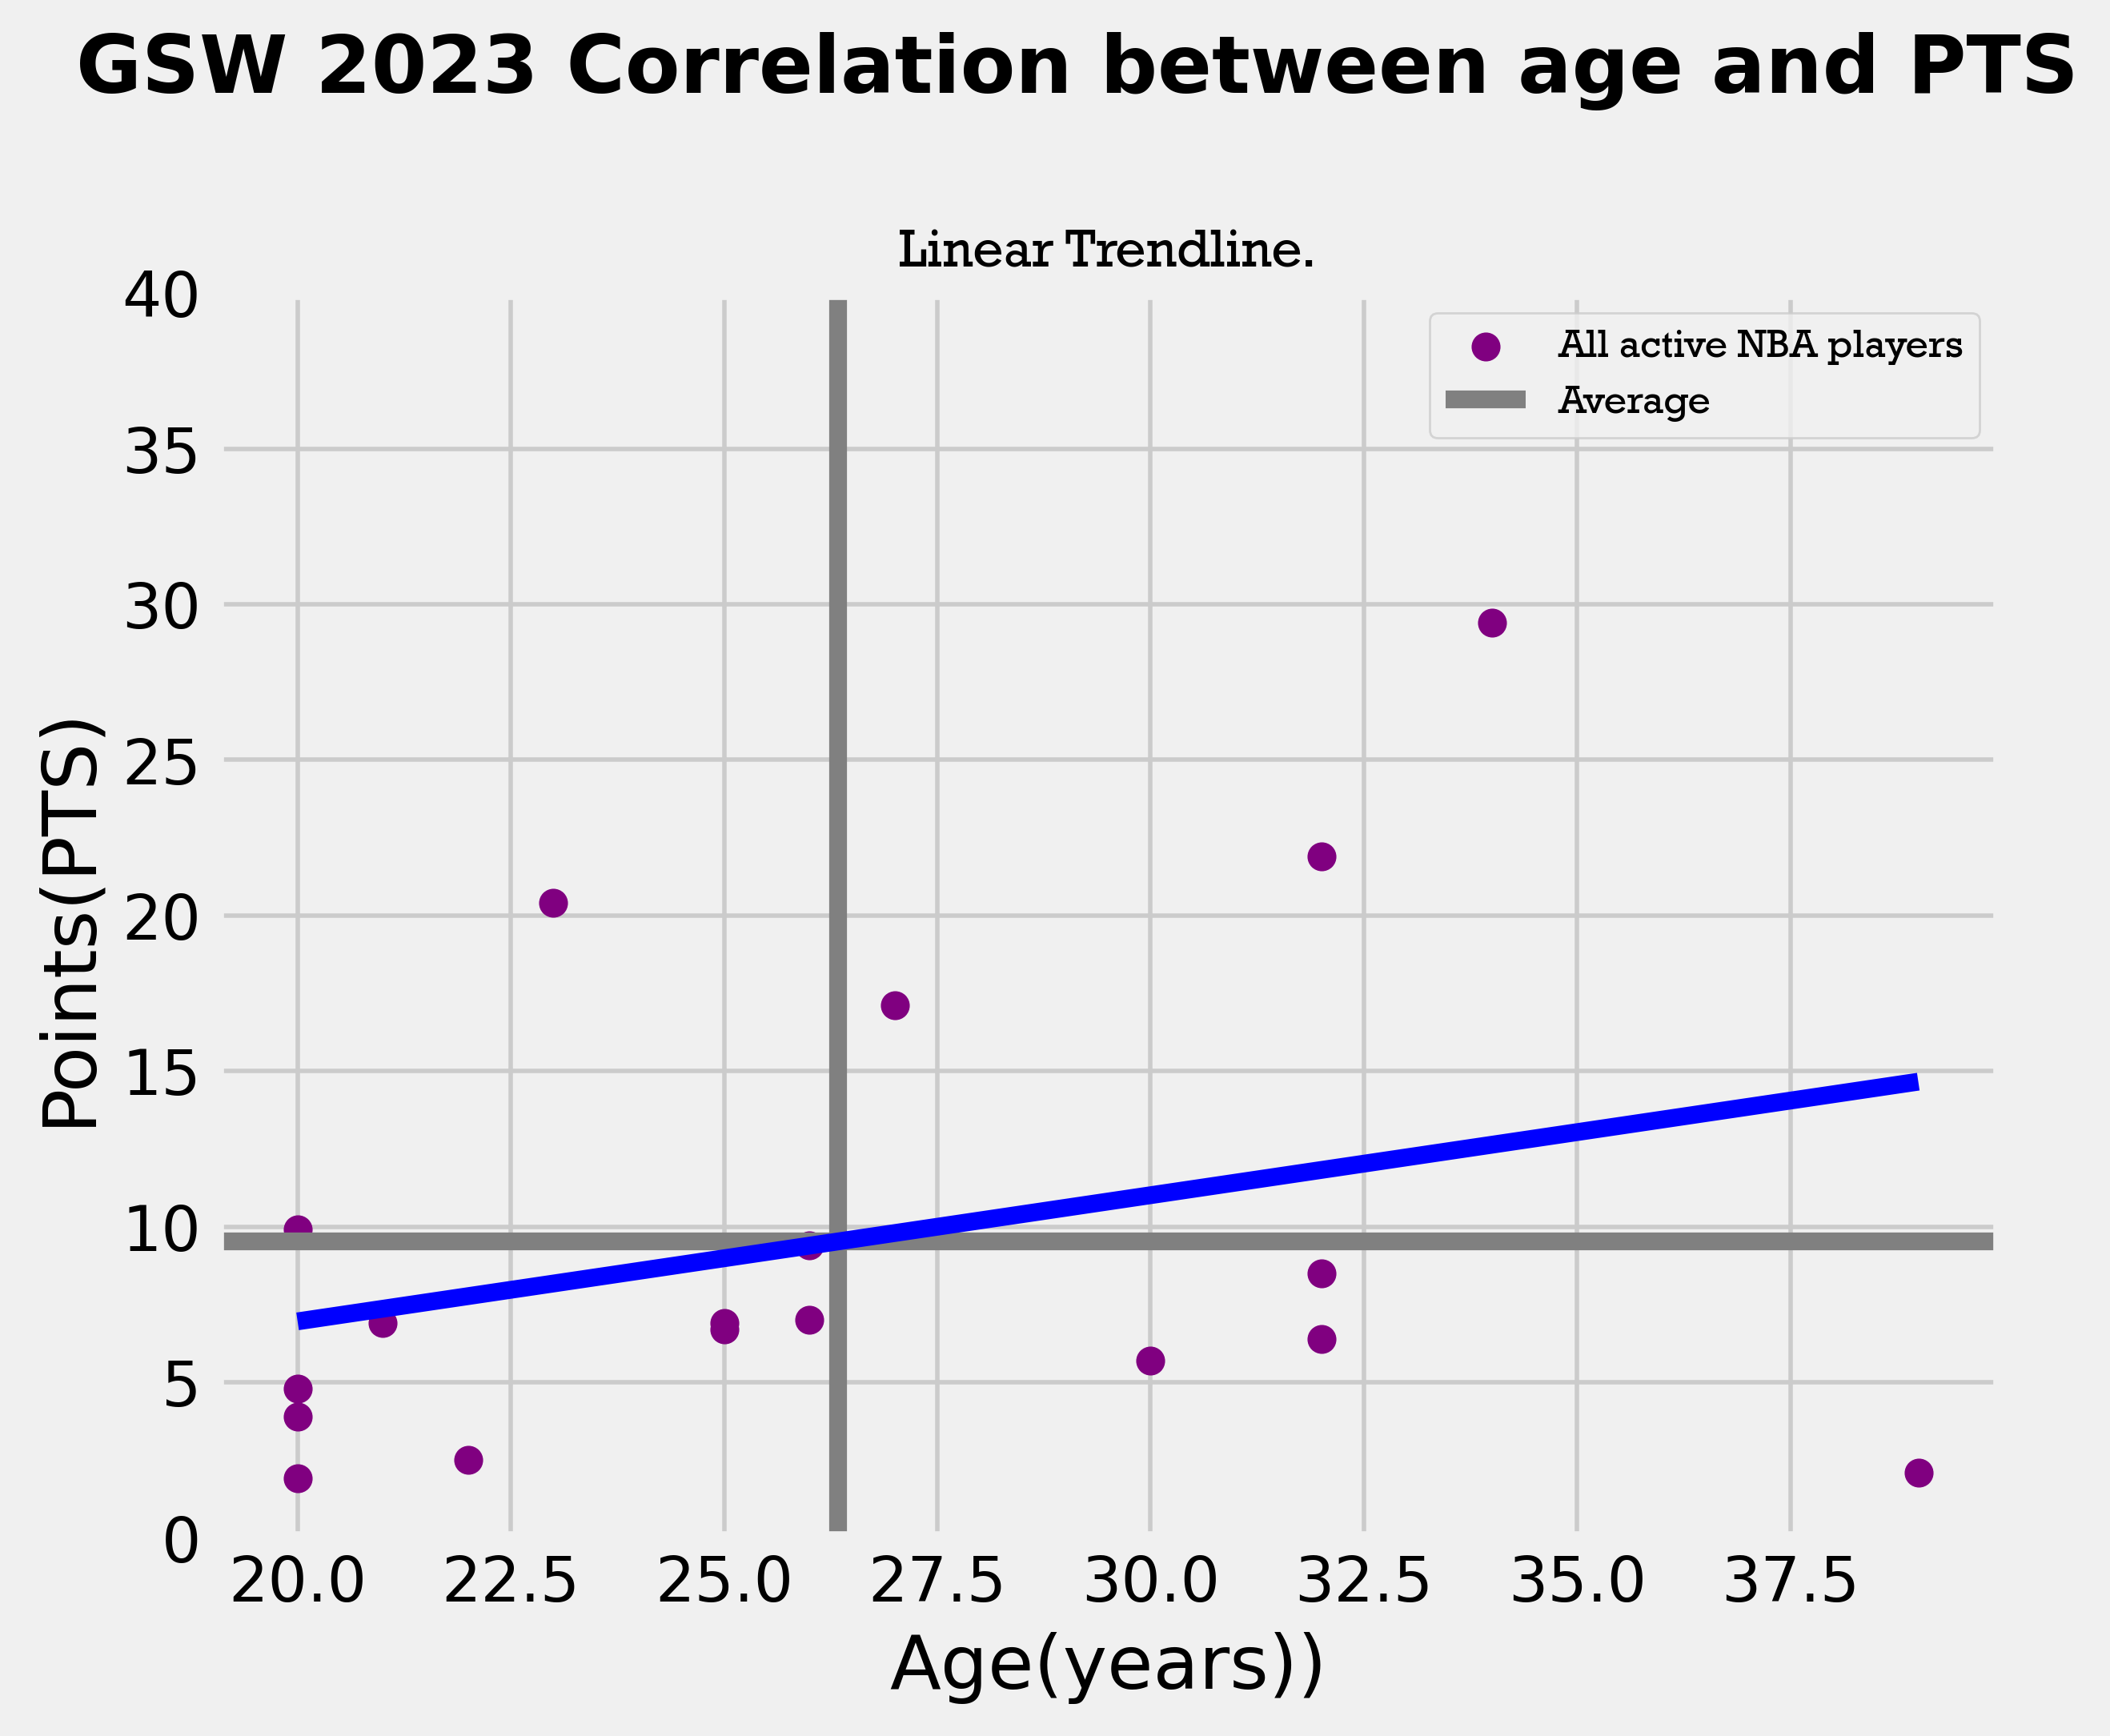 GSW 2023 Correlation between age and PTS
Linear Trendline.
All active NBA players
Average
Points(PTS)
40
35
30
25
20
15
10
5
0
20.0 22.5 25.0 27.5 30.0 32.5 35.0 37.5
Age(years))